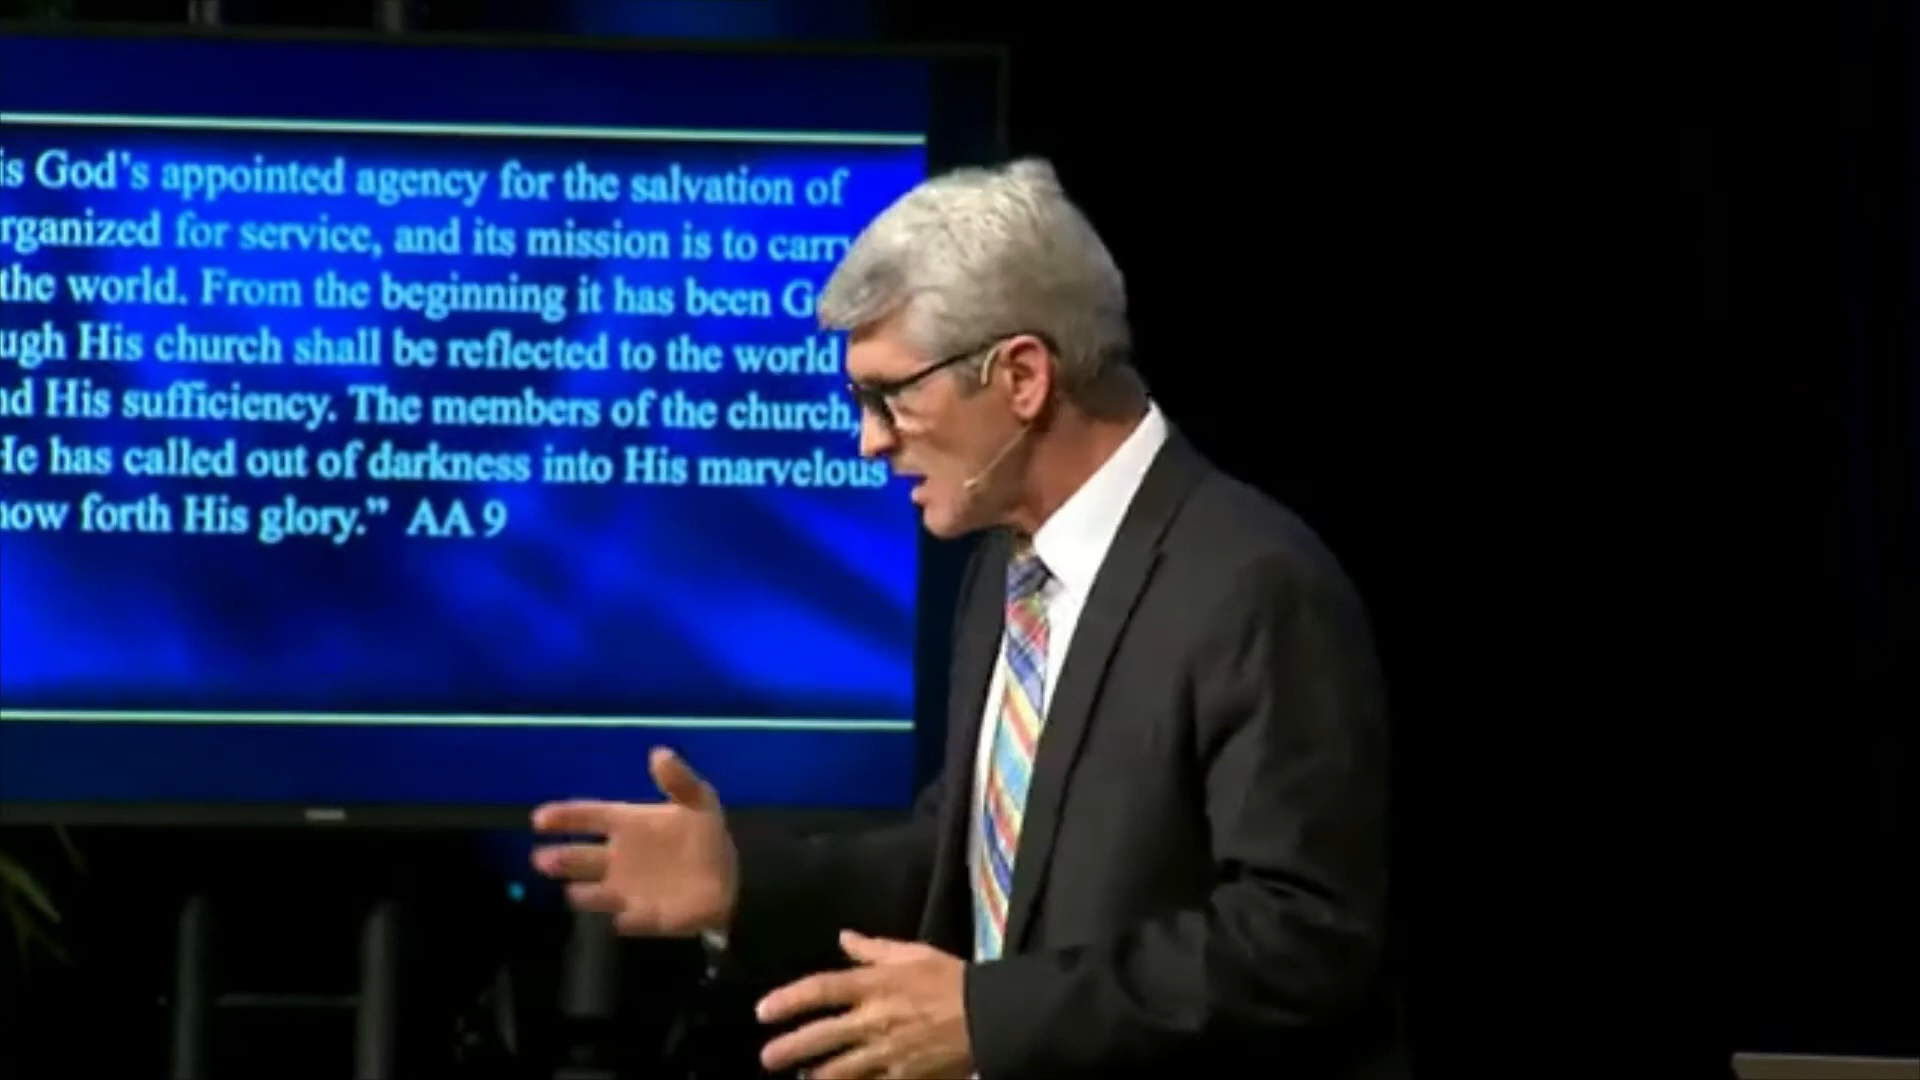 is God's appointed agency for the salvation of
rganized for service, and its mission is to carry
the world. From the beginning it has been G
ugh His church shall be reflected to the world
nd His sufficiency. The members of the church,
He has called out of darkness into His marvelous
how forth His glory." AA 9